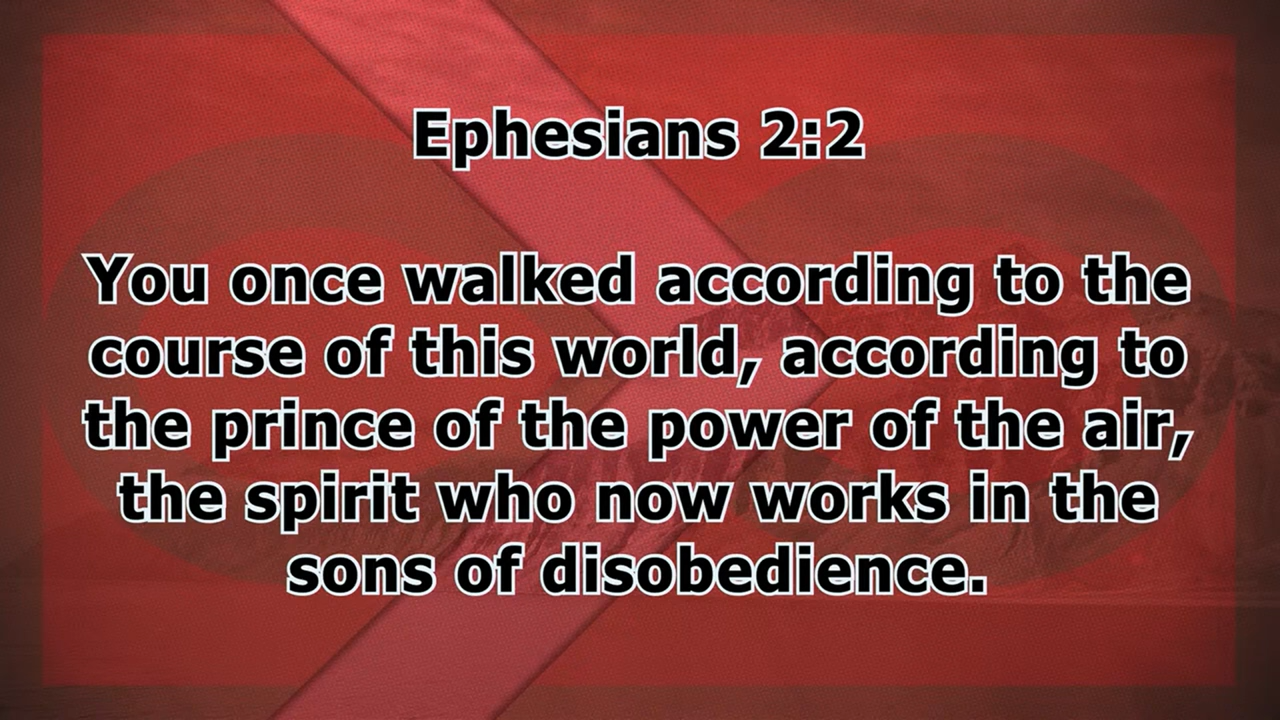 Ephesians 2:2
You once walked according to the
course of this world, according to
the prince of the power of the air,
the spirit who now works in the
sons of disobedience.